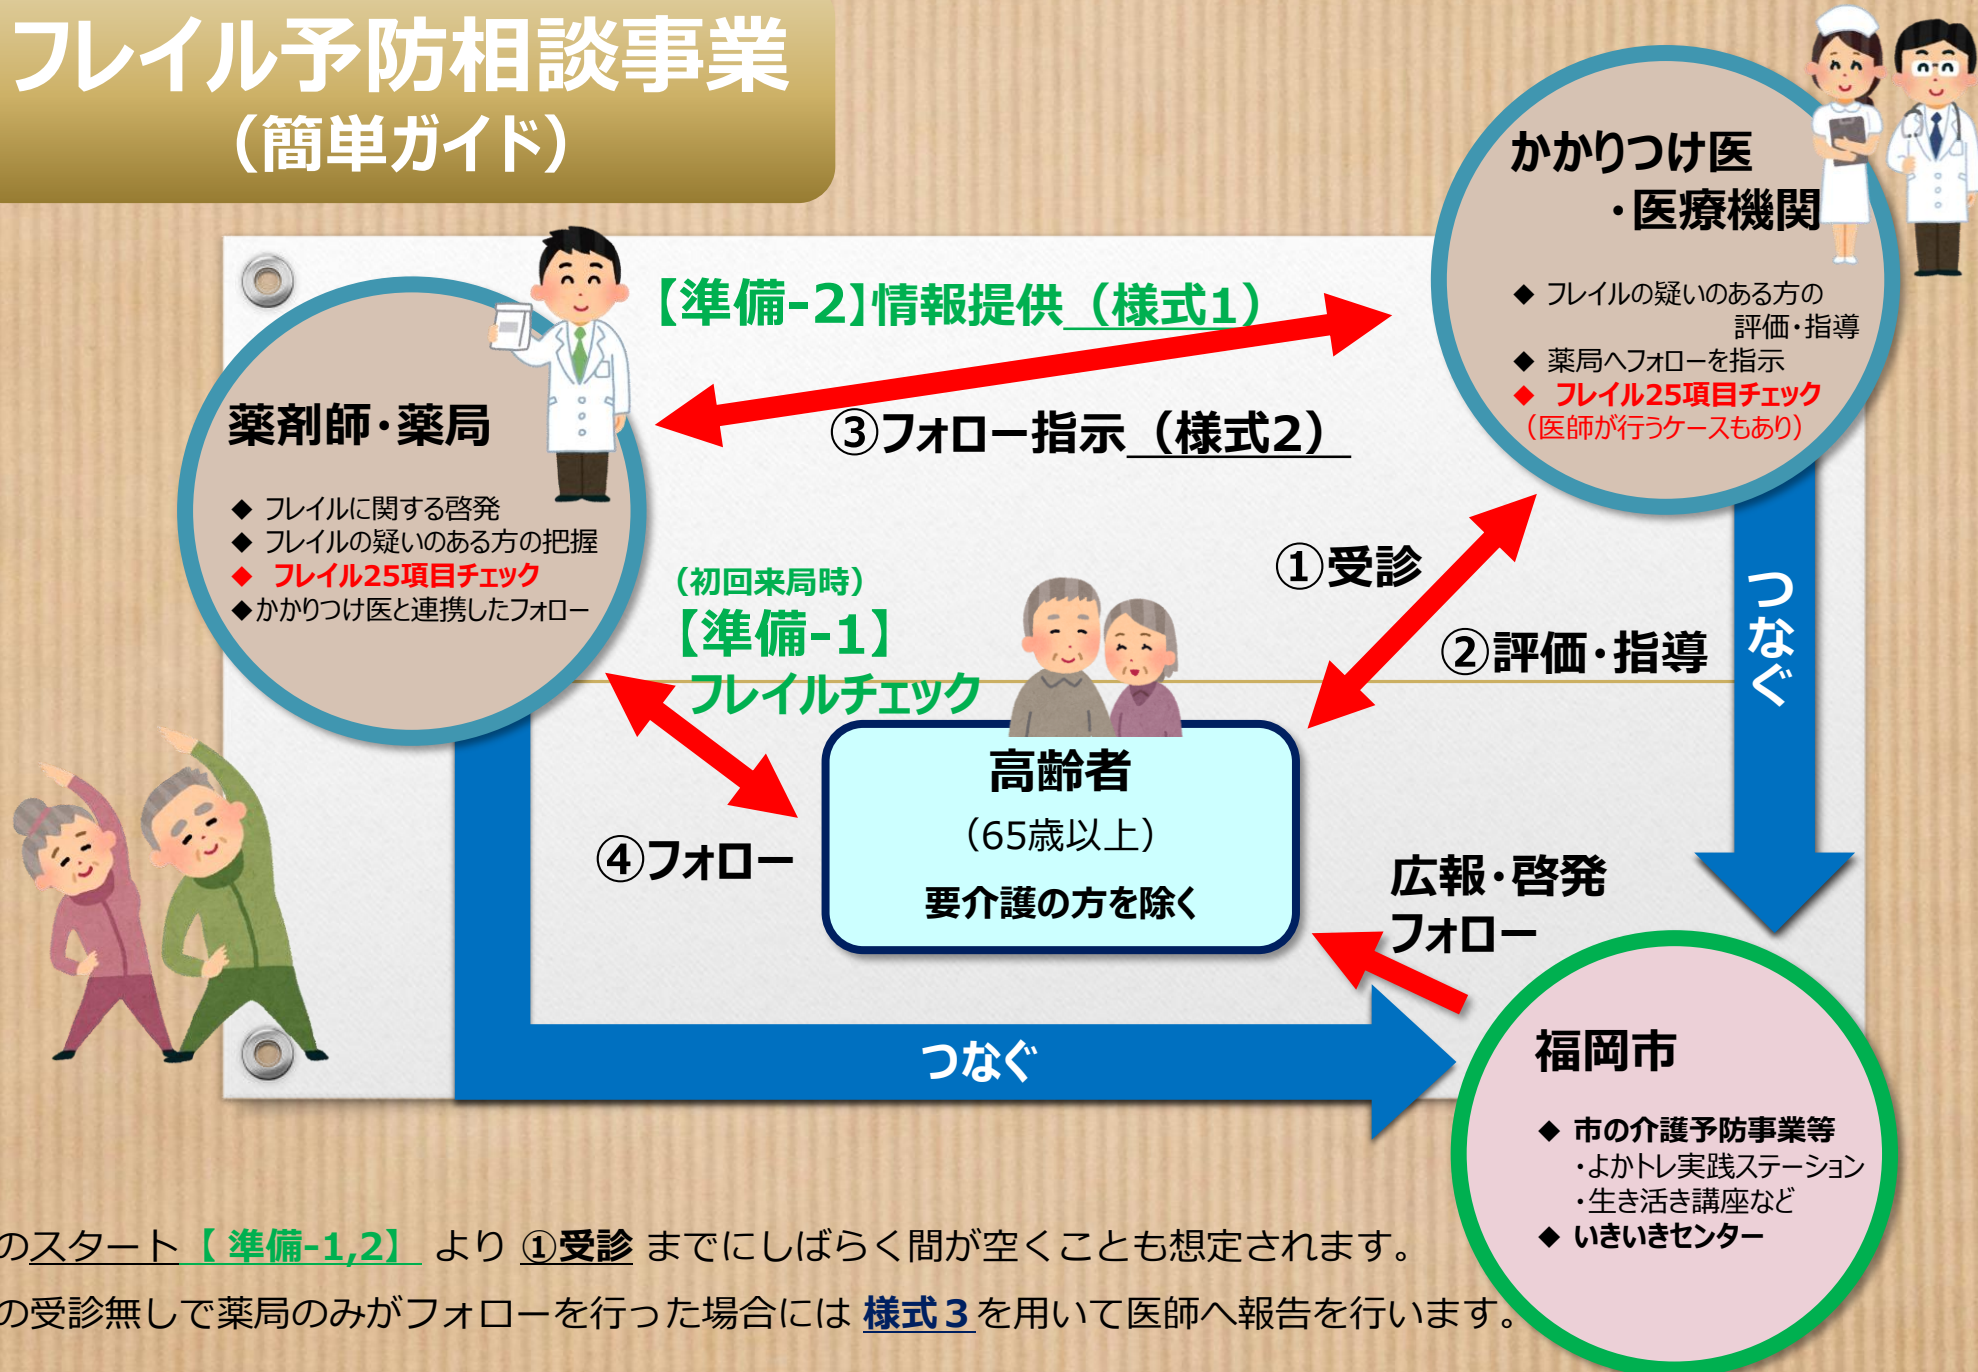 フレイル予防相談事業
（簡単ガイド）
かかりつけ医
・医療機関
◆ フレイルの疑いのある方の
評価・指導
◆ 薬局へフォローを指示
◆ フレイル25項目チェック
（医師が行うケースもあり）
【準備-2】情報提供（様式1）
③フォロー指示（様式2）
薬剤師・薬局
◆ フレイルに関する啓発
◆ フレイルの疑いのある方の把握
◆ フレイル25項目チェック
◆かかりつけ医と連携したフォロー
（初回来局時）
【準備-1】
フレイルチェック
①受診
②評価・指導
つなぐ
高齢者
（65歳以上）
要介護の方を除く
④フォロー
広報・啓発
フォロー
つなぐ
福岡市
◆ 市の介護予防事業等
・よかトレ実践ステーション
・生き活き講座など
◆ いきいきセンター
のスタート【 準備-1,2】 より ①受診 までにしばらく間が空くことも想定されます。
の受診無しで薬局のみがフォローを行った場合には 様式３を用いて医師へ報告を行います。